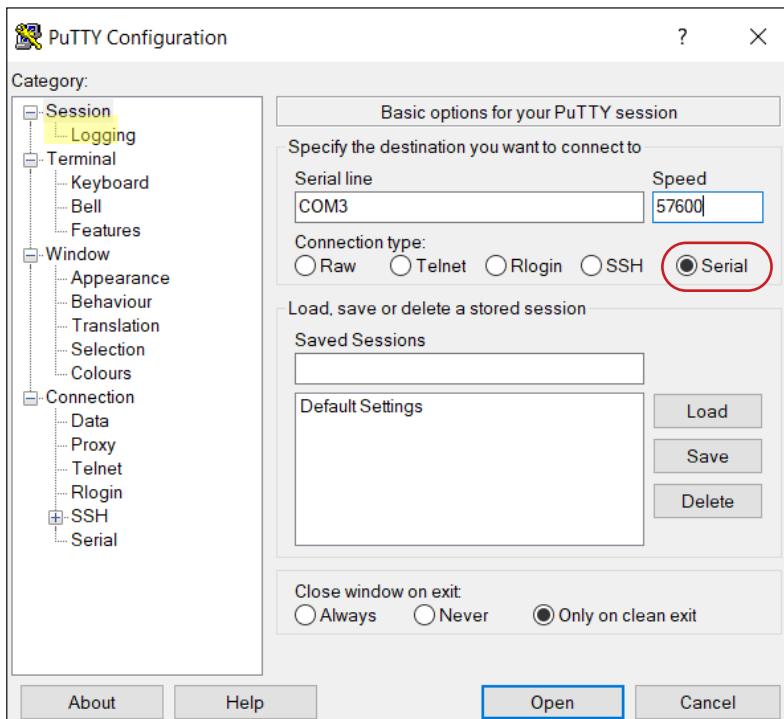 PuTTY Configuration
?
Category:
Session
Logging
Terminal
Keyboard
Bell
Features
Window
Appearance
Behaviour
Translation
Selection
Colours
Connection
Data
Proxy
Telnet
Rlogin
SSH
Serial
Basic options for your PuTTY session
Specify the destination you want to connect to
Serial line Speed
COM3 57600
Connection type:
Raw Telnet Rlogin SSH Serial
Load, save or delete a stored session
Saved Sessions
Default Settings
Load
Save
Delete
Close window on exit:
Always Never Only on clean exit
About Help Open Cancel